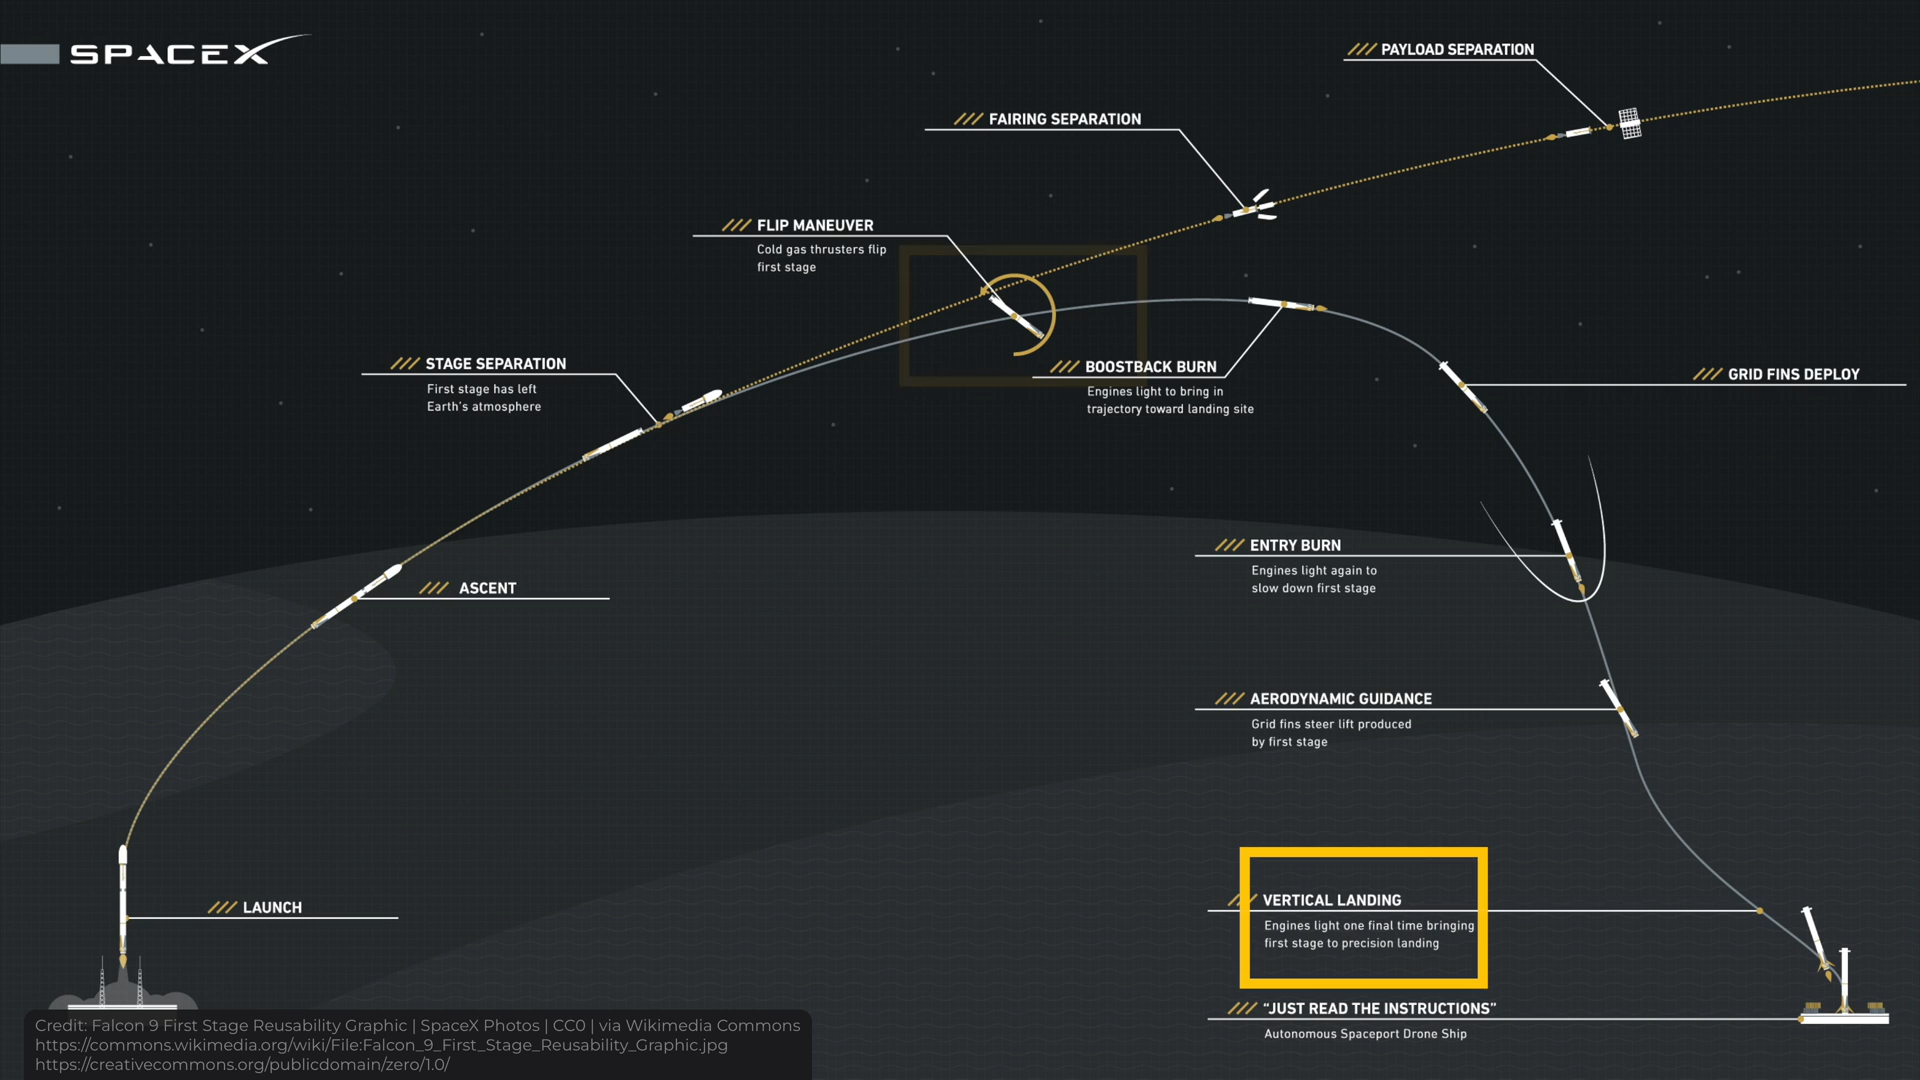 SPACEX
/// PAYLOAD SEPARATION
/// FAIRING SEPARATION
/// FLIP MANEUVER
Cold gas thrusters flip
first stage
/// STAGE SEPARATION
First stage has left
Earth's atmosphere
/// BOOSTBACK BURN
Engines light to bring in
trajectory toward landing site
/// GRID FINS DEPLOY
/// ENTRY BURN
Engines light again to
slow down first stage
/// ASCENT
/// AERODYNAMIC GUIDANCE
Grid fins steer lift produced
by first stage
/// LAUNCH
/// VERTICAL LANDING
Engines light one final time bringing
first stage to precision landing
/// “JUST READ THE INSTRUCTIONS”
Autonomous Spaceport Drone Ship
Credit: Falcon 9 First Stage Reusability Graphic | SpaceX Photos | CC0 | via Wikimedia Commons
https://commons.wikimedia.org/wiki/File:Falcon_9_First_Stage_Reusability_Graphic.jpg
https://creativecommons.org/publicdomain/zero/1.0/